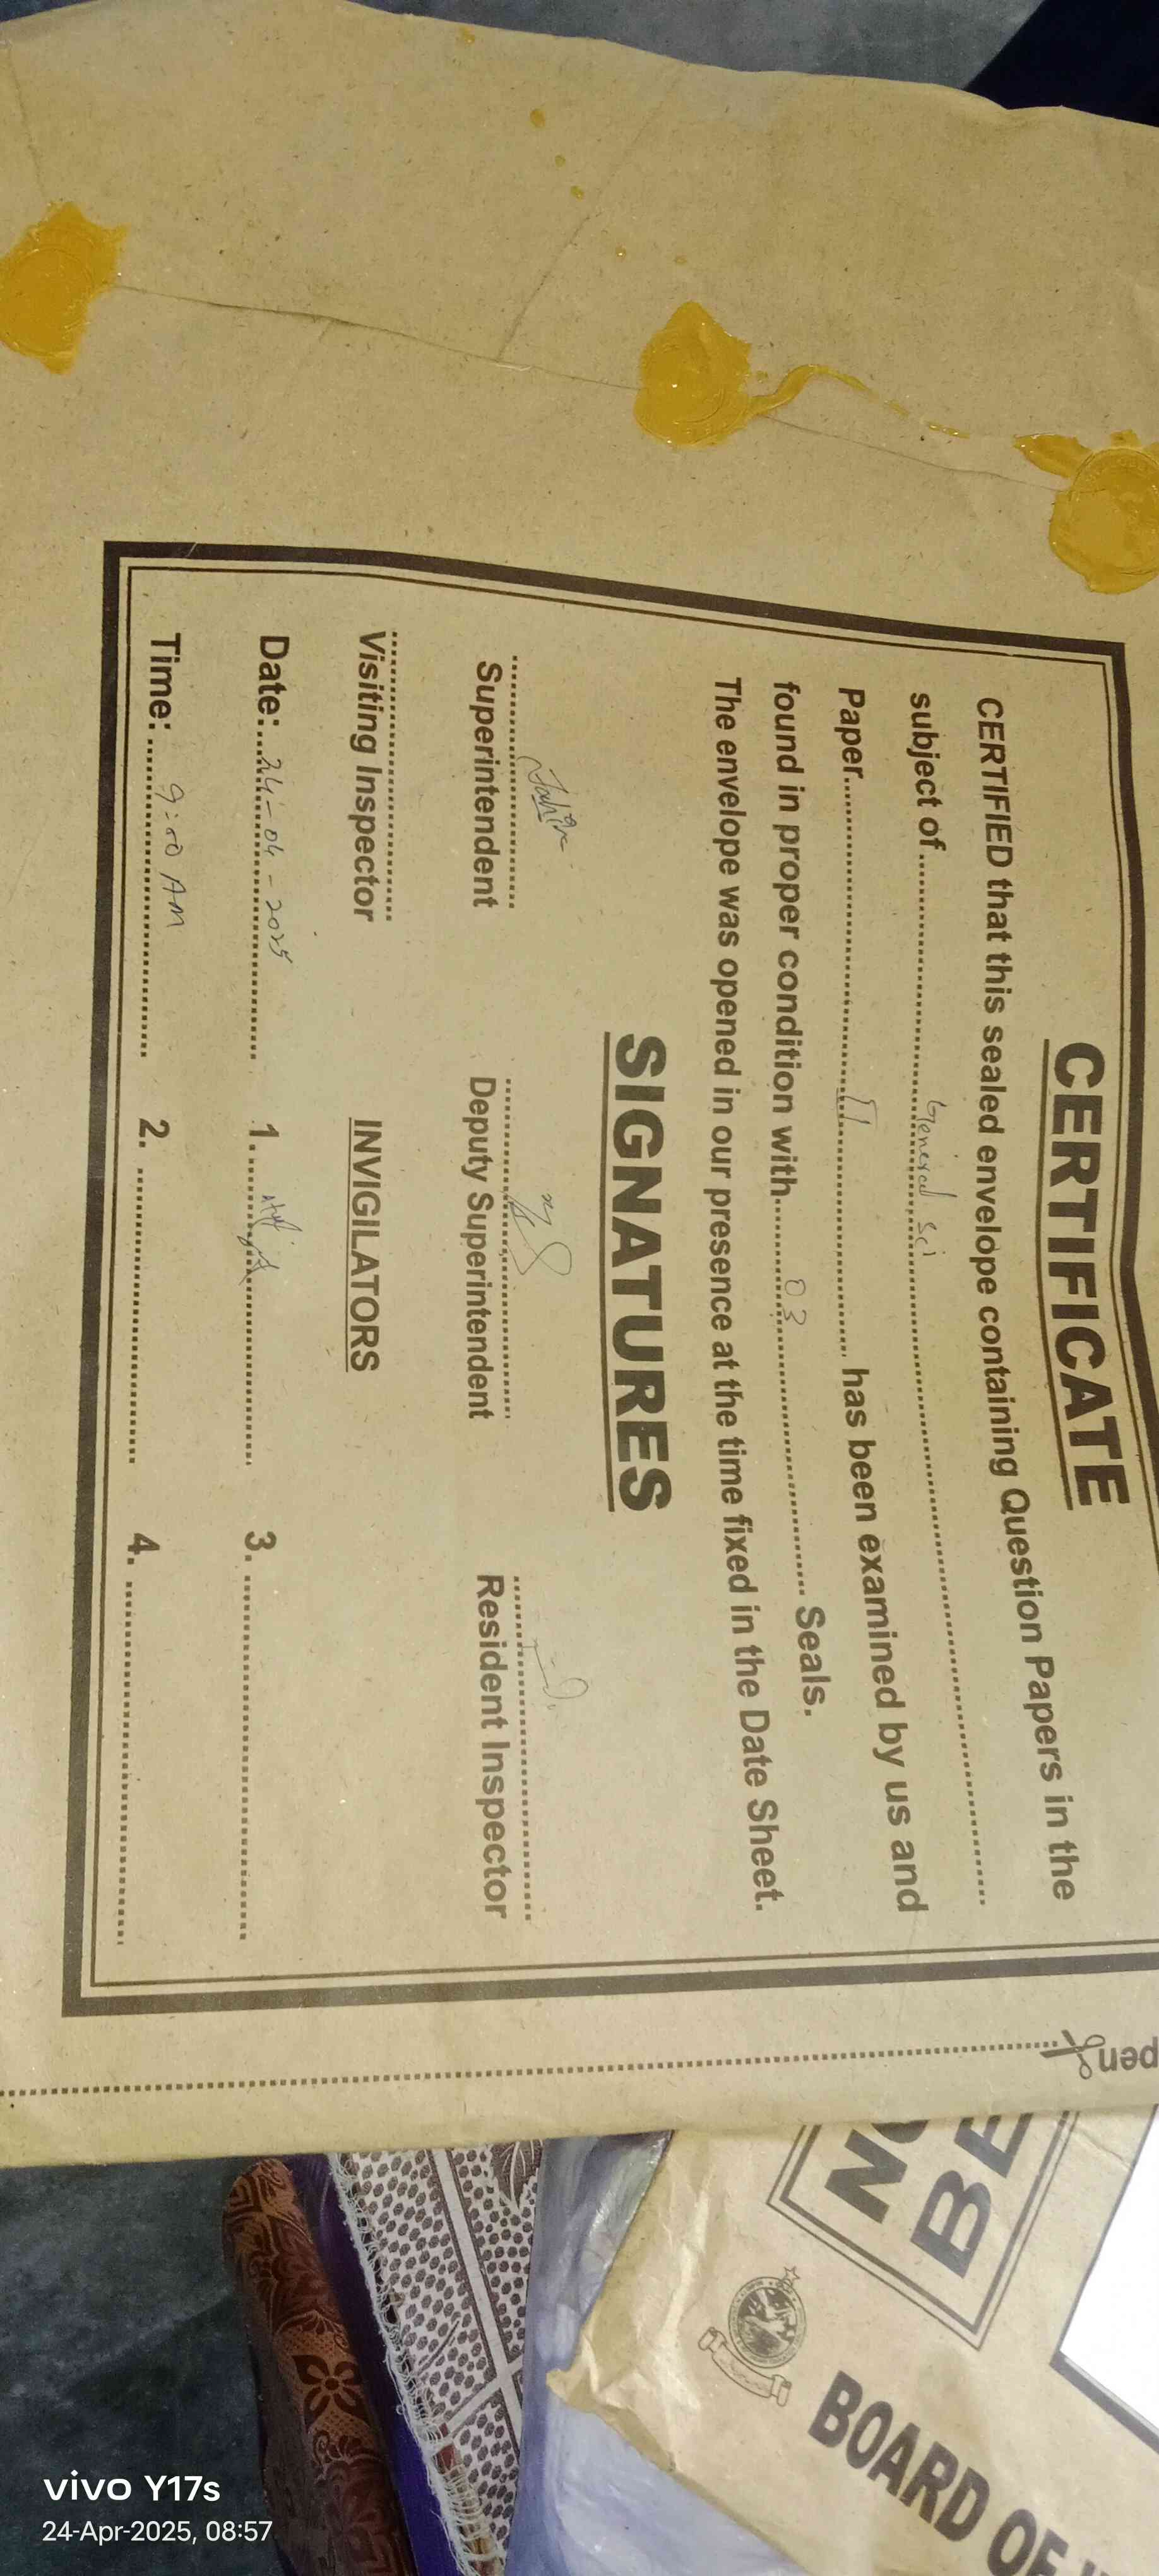 CERTIFICATE
CERTIFIED that this sealed envelope containing Question Papers in the
subject of General Sci
Paper II has been examined by us and
found in proper condition with 03 Seals.
The envelope was opened in our presence at the time fixed in the Date Sheet.
SIGNATURES
Superintendent Deputy Superintendent Resident Inspector
Visiting Inspector INVIGILATORS
Date: 24-04-2025 1. 3.
Time: 9:00 AM 2. 4.
pen
BE
BOARD OF
vivo Y17s
24-Apr-2025, 08:57